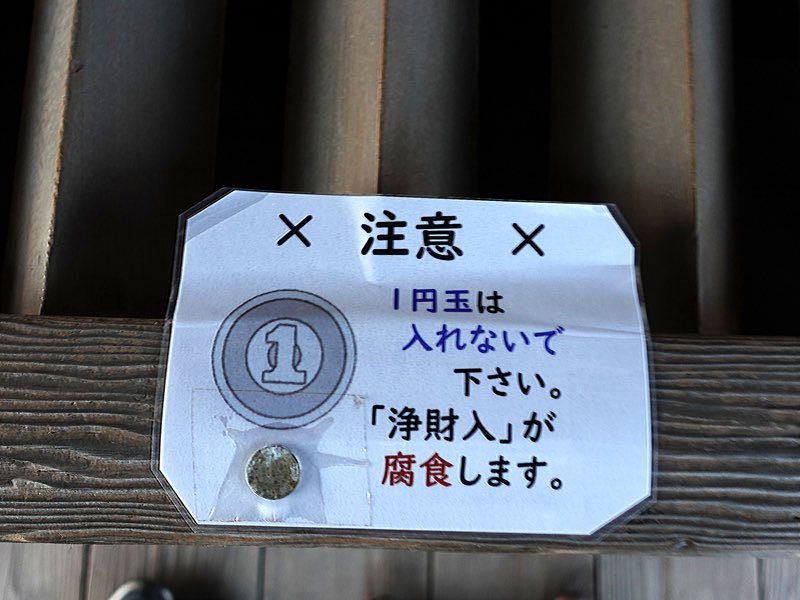 × 注意 ×
1円玉は
入れないで
下さい。
「浄財入」が
腐食します。
1